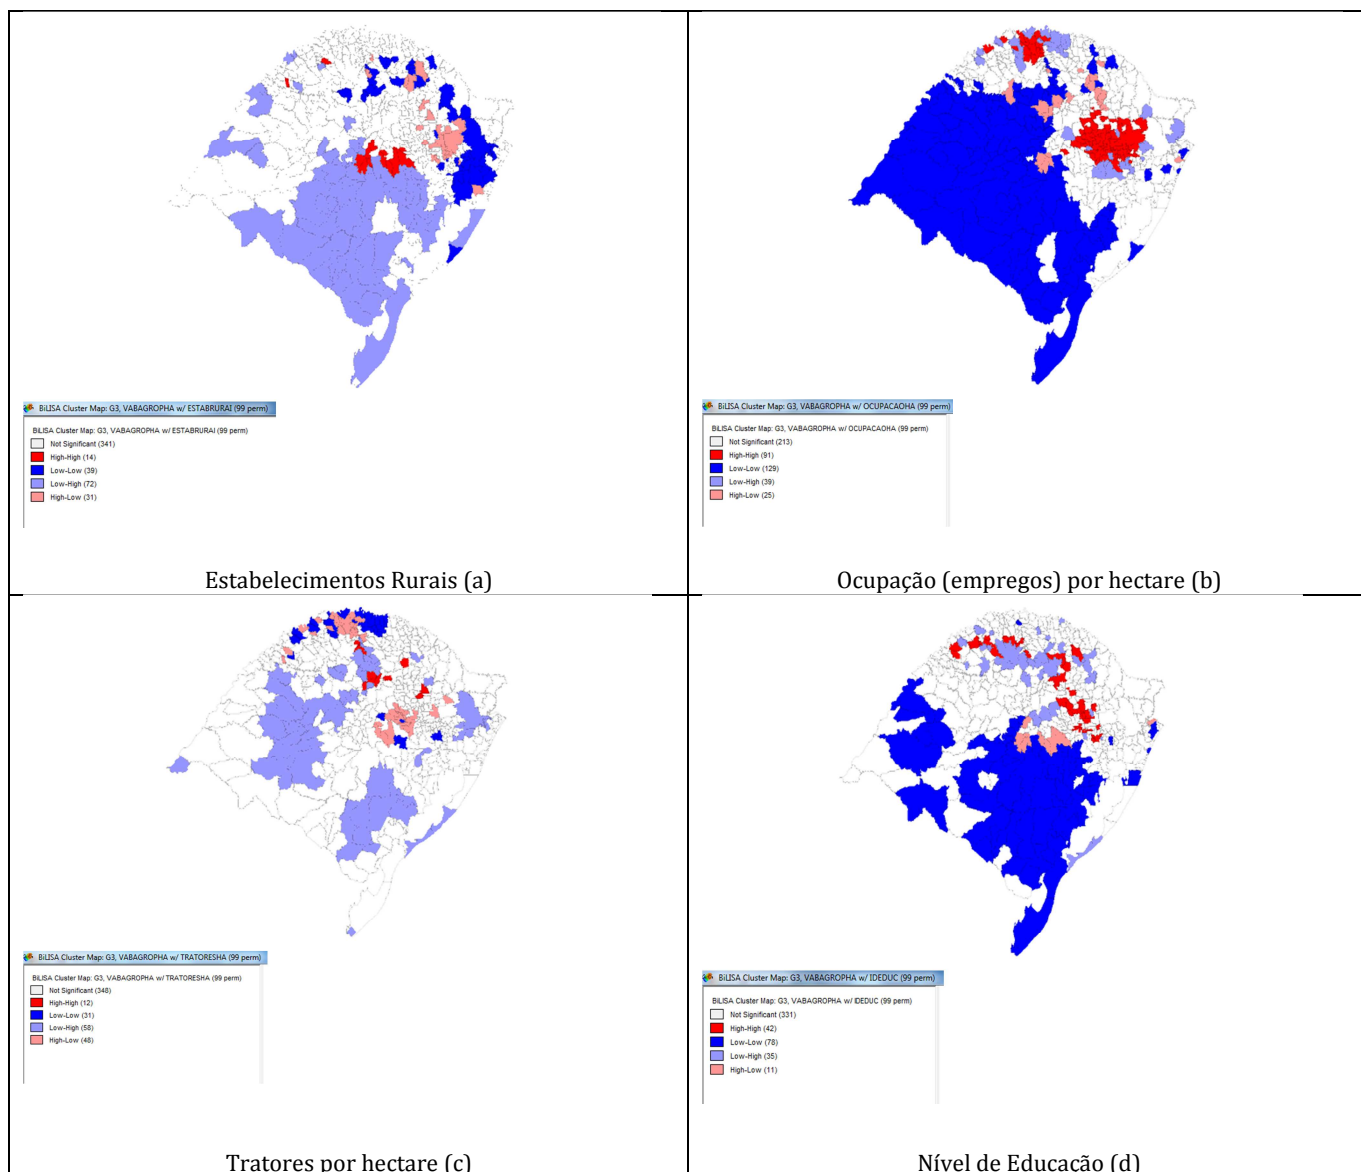 BiLISA Cluster Map: G3, VABAGROPHA w/ ESTABRURAI (99 perm)
BiLISA Cluster Map: G3, VABAGROPHA w/ ESTABRURAI (99 perm)
Not Significant (341)
High-High (14)
Low-Low (39)
Low-High (72)
High-Low (31)
Estabelecimentos Rurais (a)
BiLISA Cluster Map: G3, VABAGROPHA w/ OCUPACAOHA (99 perm)
BiLISA Cluster Map: G3, VABAGROPHA w/ OCUPACAOHA (99 perm)
Not Significant (213)
High-High (91)
Low-Low (129)
Low-High (39)
High-Low (25)
Ocupação (empregos) por hectare (b)
BiLISA Cluster Map: G3, VABAGROPHA w/ TRATORESHA (99 perm)
BiLISA Cluster Map: G3, VABAGROPHA w/ TRATORESHA (99 perm)
Not Significant (348)
High-High (12)
Low-Low (31)
Low-High (58)
High-Low (48)
Tratores por hectare (c)
BiLISA Cluster Map: G3, VABAGROPHA w/ IDEDUC (99 perm)
BiLISA Cluster Map: G3, VABAGROPHA w/ IDEDUC (99 perm)
Not Significant (331)
High-High (42)
Low-Low (78)
Low-High (35)
High-Low (11)
Nível de Educação (d)